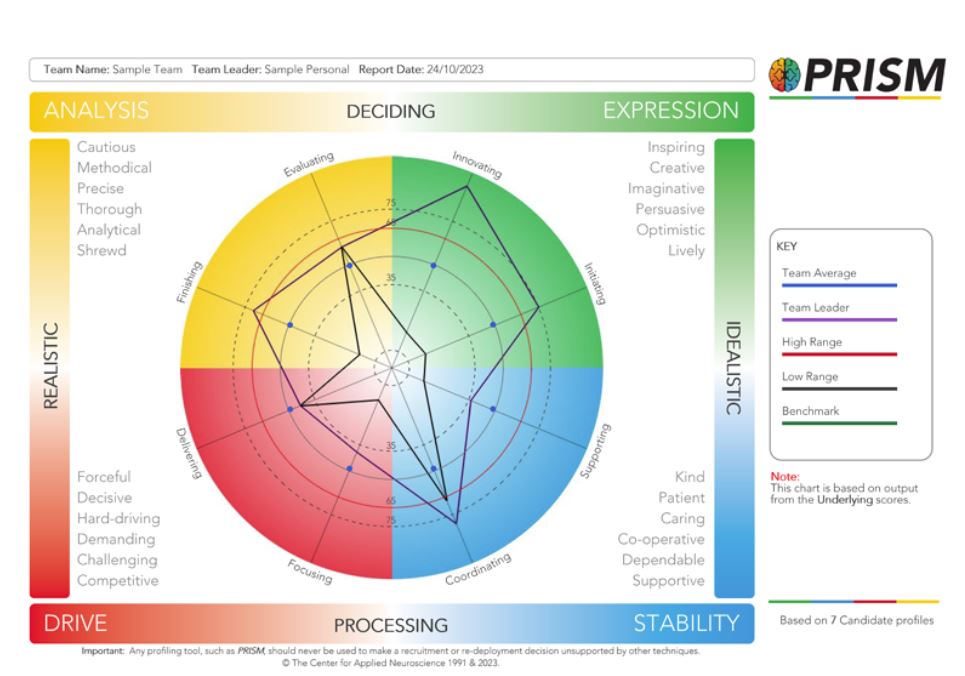 Team Name: Sample Team Team Leader: Sample Personal Report Date: 24/10/2023
PRISM
ANALYSIS
DECIDING
EXPRESSION
Cautious
Methodical
Precise
Thorough
Analytical
Shrewd
Inspiring
Creative
Imaginative
Persuasive
Optimistic
Lively
Evaluating
Innovating
Finishing
Initiating
75
65
35
REALISTIC
IDEALISTIC
35
65
75
Delivering
Supporting
Focusing
Coordinating
Forceful
Decisive
Hard-driving
Demanding
Challenging
Competitive
Kind
Patient
Caring
Co-operative
Dependable
Supportive
DRIVE
PROCESSING
STABILITY
KEY
Team Average
Team Leader
High Range
Low Range
Benchmark
Note:
This chart is based on output
from the Underlying scores.
Based on 7 Candidate profiles
Important: Any profiling tool, such as PRISM, should never be used to make a recruitment or re-deployment decision unsupported by other techniques.
© The Center for Applied Neuroscience 1991 & 2023.